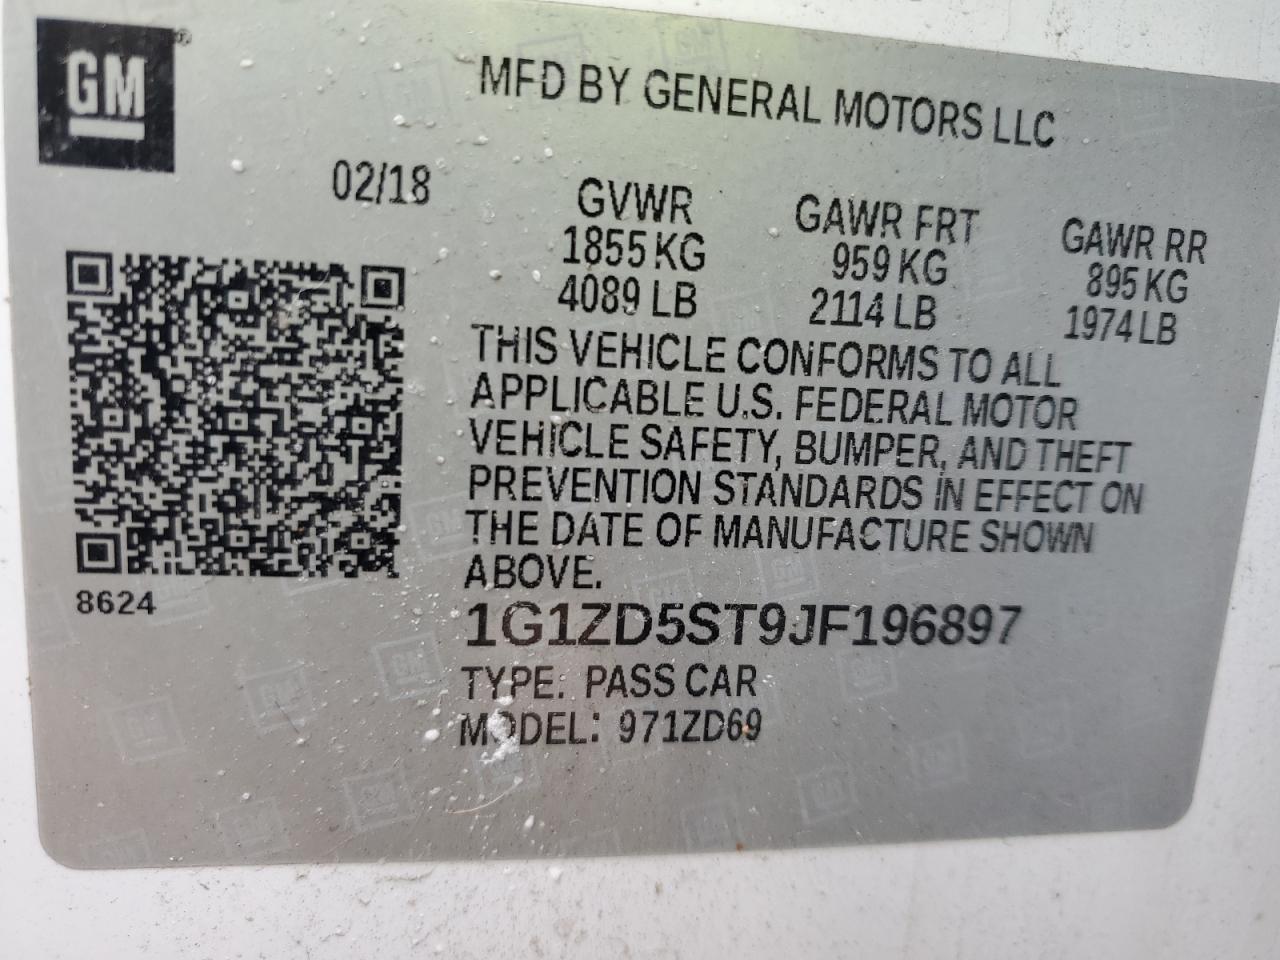 GM
MFD BY GENERAL MOTORS LLC
02/18
GVWR
1855 KG
4089 LB
GAWR FRT
959 KG
2114 LB
GAWR RR
895 KG
1974 LB
THIS VEHICLE CONFORMS TO ALL
APPLICABLE U.S. FEDERAL MOTOR
VEHICLE SAFETY, BUMPER, AND THEFT
PREVENTION STANDARDS IN EFFECT ON
THE DATE OF MANUFACTURE SHOWN
ABOVE.
8624
1G1ZD5ST9JF196897
TYPE: PASS CAR
MODEL: 971ZD69